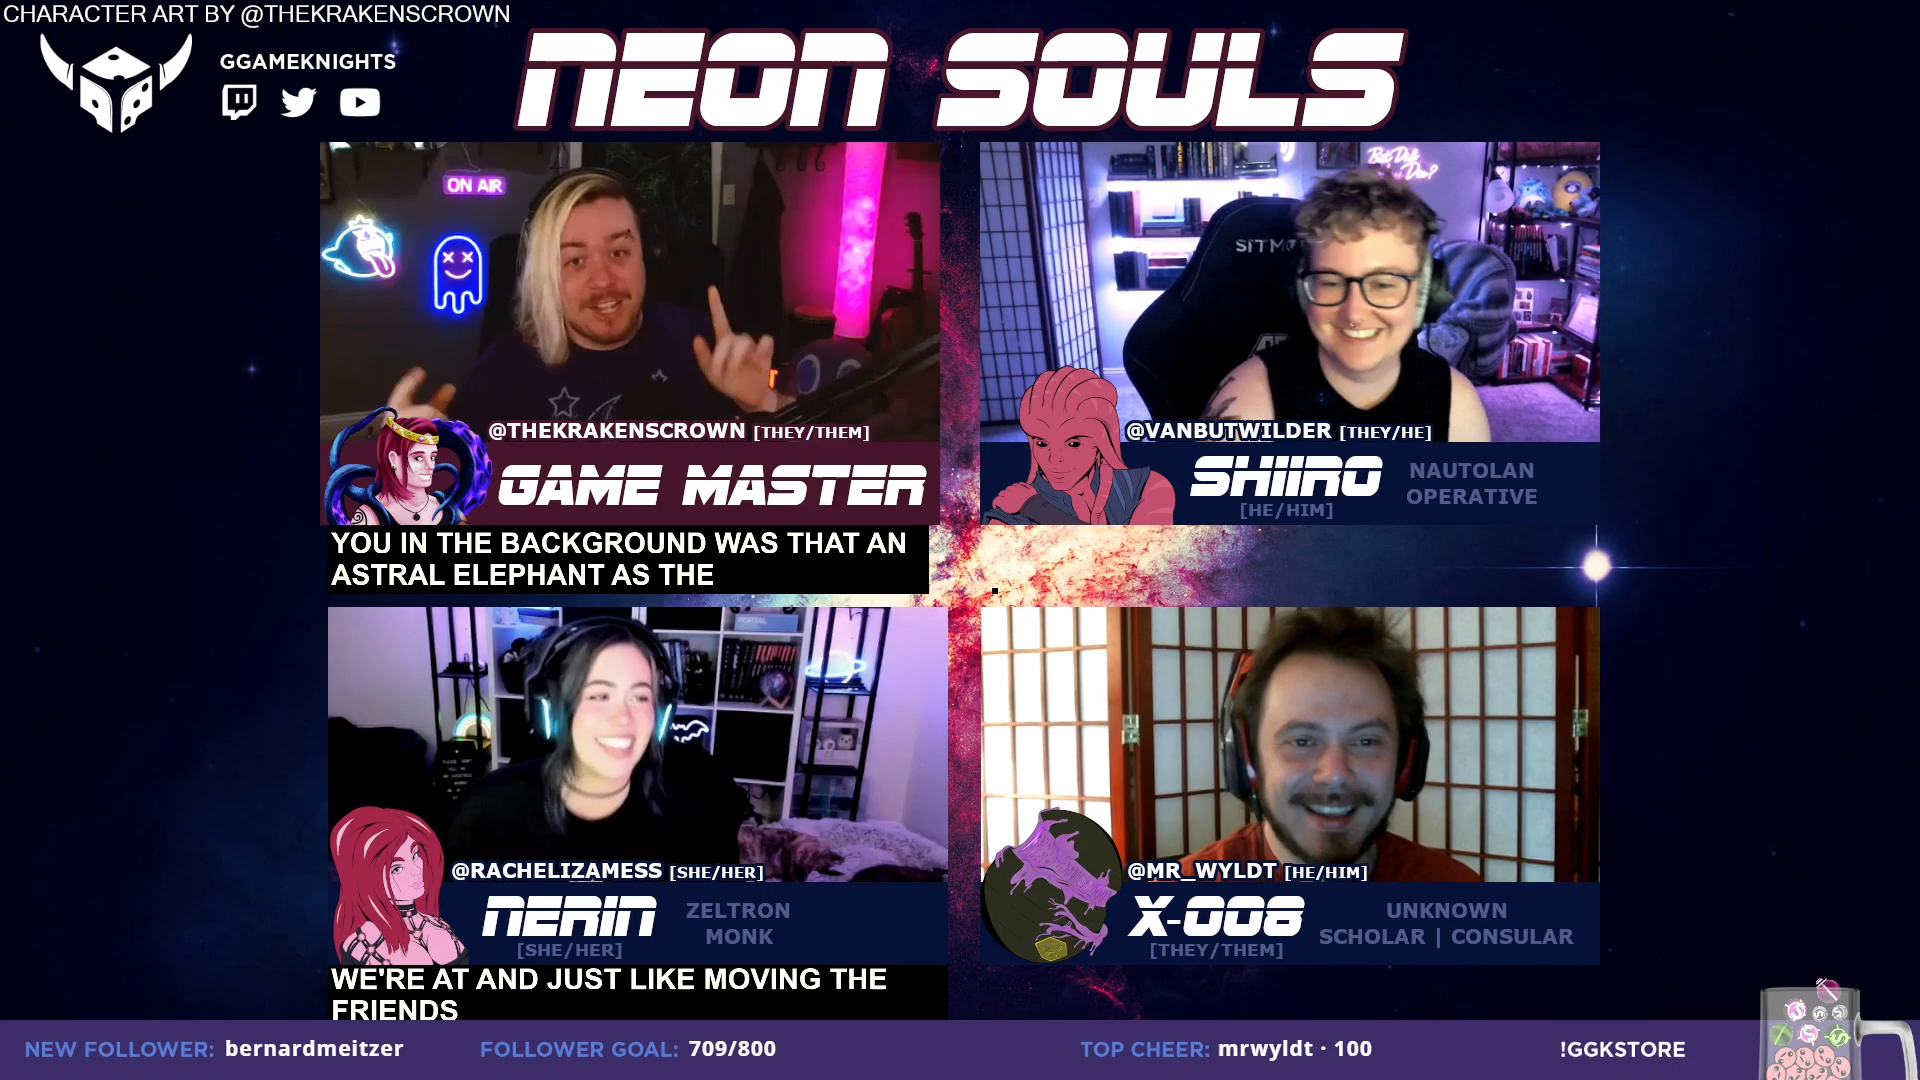 CHARACTER ART BY @THEKRAKENSCROWN
GGAMEKNIGHTS
NEON SOULS
ON AIR
@THEKRAKENSCROWN [THEY/THEM]
GAME MASTER
YOU IN THE BACKGROUND WAS THAT AN
ASTRAL ELEPHANT AS THE
@VANBUTWILDER [THEY/HE]
SHIIRO
[HE/HIM]
NAUTOLAN
OPERATIVE
PORTAL
@RACHELIZAMESS [SHE/HER]
NERIN
[SHE/HER]
ZELTRON
MONK
WE'RE AT AND JUST LIKE MOVING THE
FRIENDS
@MR_WYLDT [HE/HIM]
X-008
[THEY/THEM]
UNKNOWN
SCHOLAR | CONSULAR
NEW FOLLOWER: bernardmeitzer
FOLLOWER GOAL: 709/800
TOP CHEER: mrwyldt · 100
!GGKSTORE